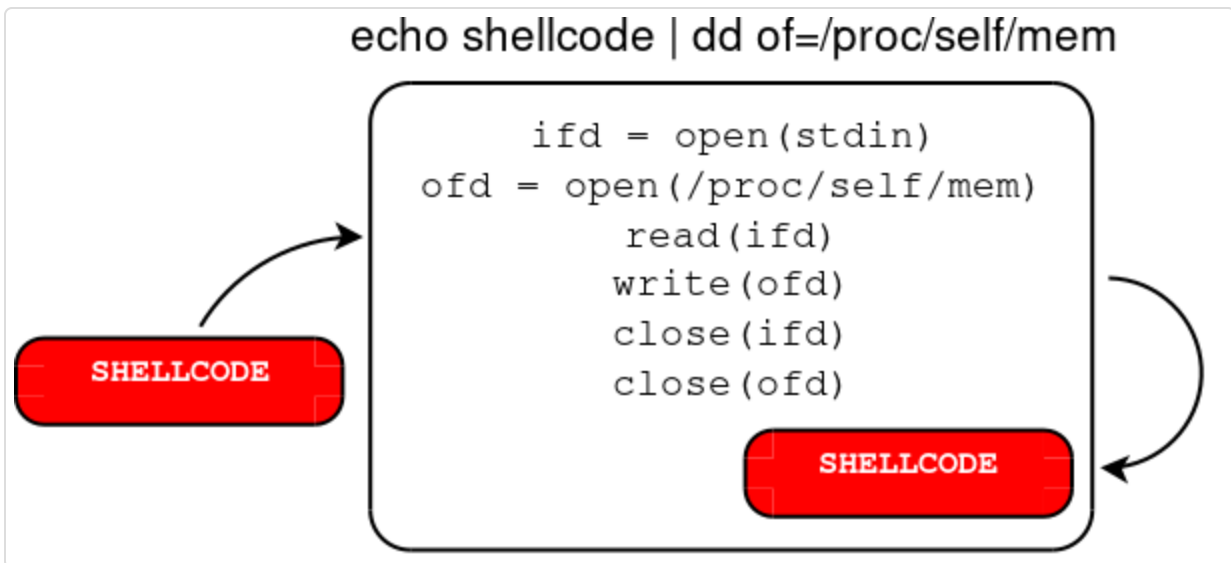 echo shellcode | dd of=/proc/self/mem
ifd = open(stdin)
ofd = open(/proc/self/mem)
read(ifd)
write(ofd)
close(ifd)
close(ofd)
SHELLCODE
SHELLCODE